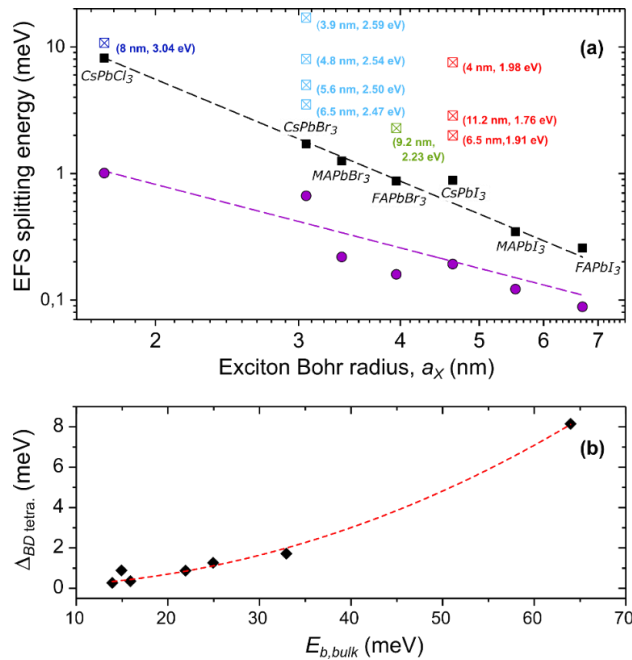 (a)
EFS splitting energy (meV)
10
1
0,1
(8 nm, 3.04 eV)
(3.9 nm, 2.59 eV)
(4.8 nm, 2.54 eV)
(5.6 nm, 2.50 eV)
(6.5 nm, 2.47 eV)
(9.2 nm,
2.23 eV)
(4 nm, 1.98 eV)
(11.2 nm, 1.76 eV)
(6.5 nm,1.91 eV)
CsPbCl3
CsPbBr3
MAPbBr3
FAPbBr3
CsPbI3
MAPbI3
FAPbI3
2 3 4 5 6 7
Exciton Bohr radius, aX (nm)
(b)
ΔBD tetra. (meV)
8
6
4
2
0
10 20 30 40 50 60 70
Eb,bulk (meV)